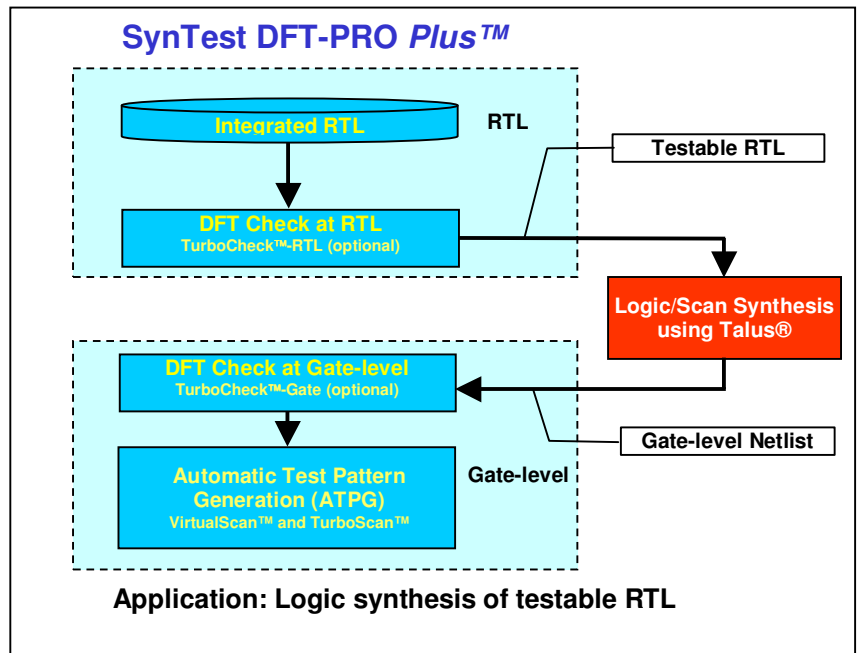 SynTest DFT-PRO Plus™
Integrated RTL
RTL
Testable RTL
DFT Check at RTL
TurboCheck™-RTL (optional)
Logic/Scan Synthesis
using Talus®
DFT Check at Gate-level
TurboCheck™-Gate (optional)
Gate-level Netlist
Automatic Test Pattern
Generation (ATPG)
VirtualScan™ and TurboScan™
Gate-level
Application: Logic synthesis of testable RTL